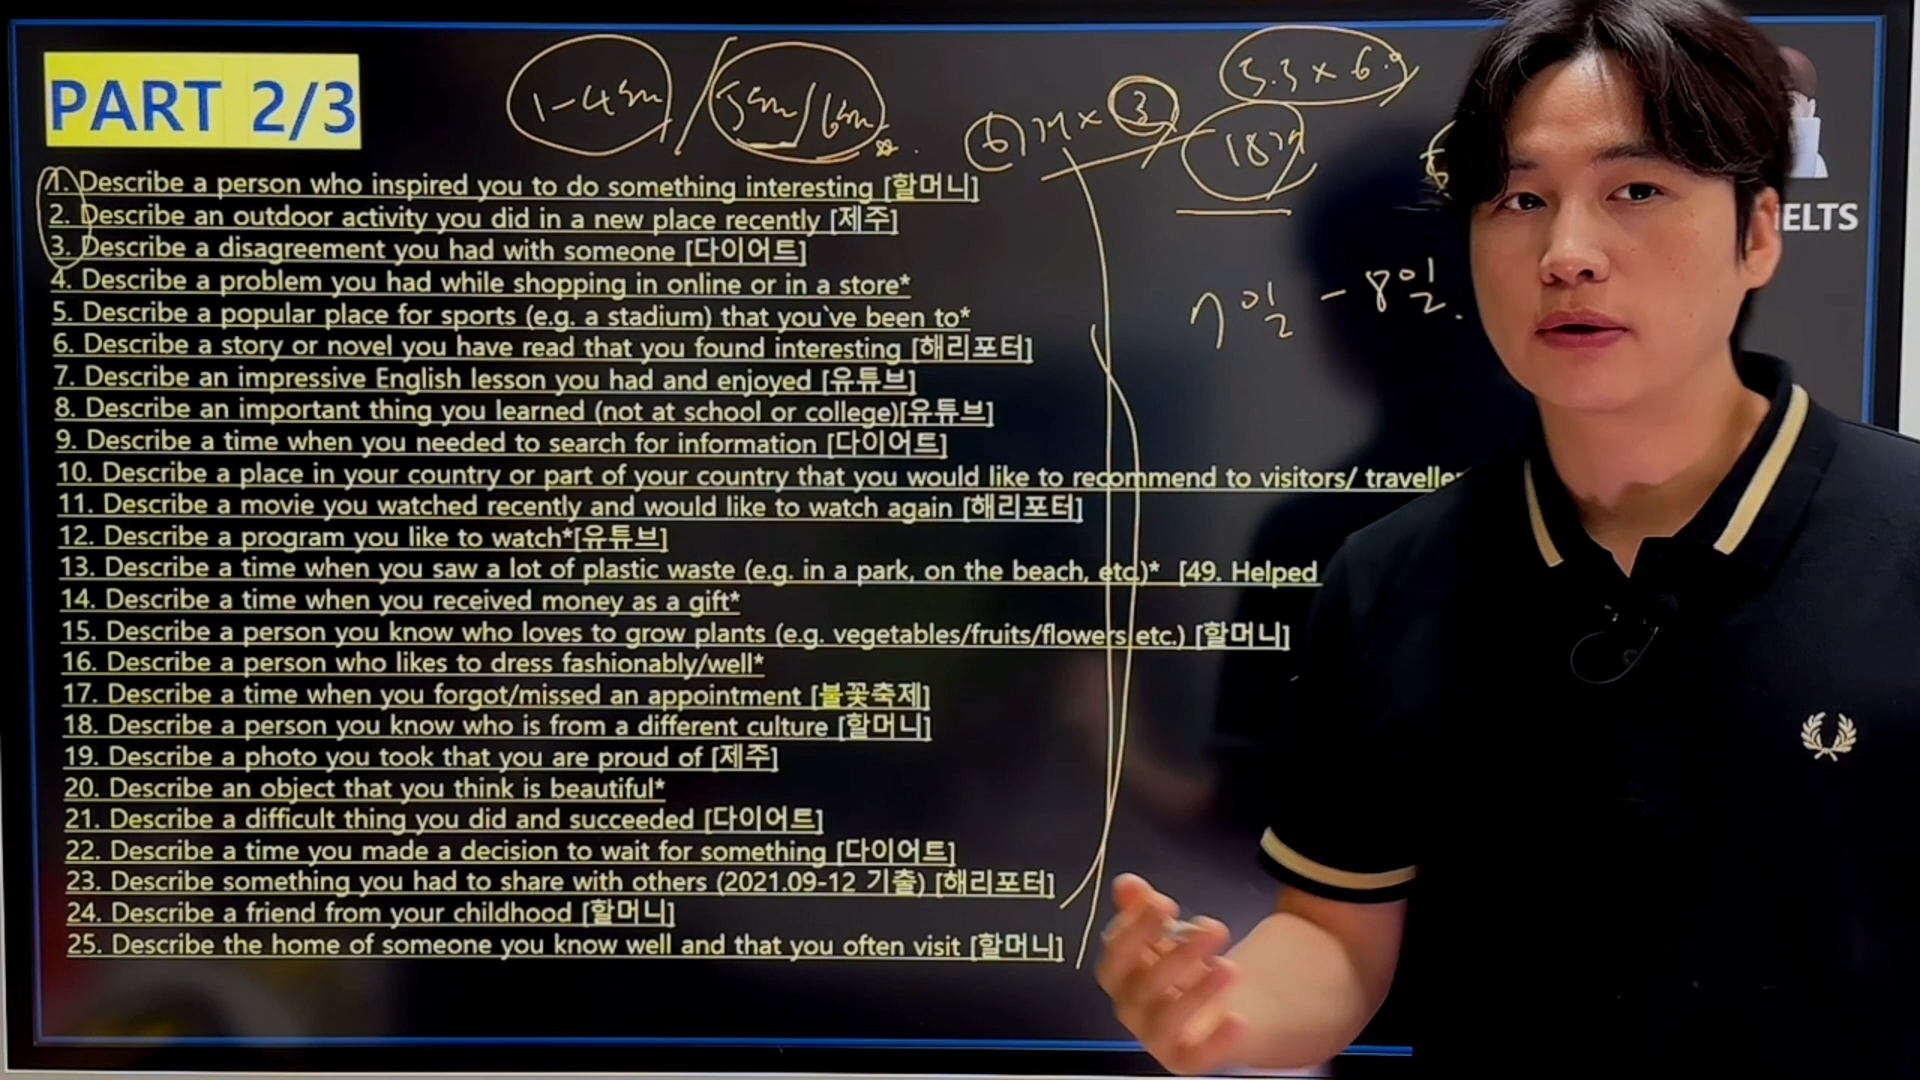 PART 2/3
1. Describe a person who inspired you to do something interesting [할머니]
2. Describe an outdoor activity you did in a new place recently [제주]
3. Describe a disagreement you had with someone [다이어트]
4. Describe a problem you had while shopping in online or in a store*
5. Describe a popular place for sports (e.g. a stadium) that you`ve been to*
6. Describe a story or novel you have read that you found interesting [해리포터]
7. Describe an impressive English lesson you had and enjoyed [유튜브]
8. Describe an important thing you learned (not at school or college)[유튜브]
9. Describe a time when you needed to search for information [다이어트]
10. Describe a place in your country or part of your country that you would like to recommend to visitors/
11. Describe a movie you watched recently and would like to watch again [해리포터]
12. Describe a program you like to watch*[유튜브]
13. Describe a time when you saw a lot of plastic waste (e.g. in a park, on the beach, etc)* [49. Helped
14. Describe a time when you received money as a gift*
15. Describe a person you know who loves to grow plants (e.g. vegetables/fruits/flowers etc.) [할머니]
16. Describe a person who likes to dress fashionably/well*
17. Describe a time when you forgot/missed an appointment [불꽃축제]
18. Describe a person you know who is from a different culture [할머니]
19. Describe a photo you took that you are proud of [제주]
20. Describe an object that you think is beautiful*
21. Describe a difficult thing you did and succeeded [다이어트]
22. Describe a time you made a decision to wait for something [다이어트]
23. Describe something you had to share with others (2021.09-12 기출) [해리포터]
24. Describe a friend from your childhood [할머니]
25. Describe the home of someone you know well and that you often visit [할머니]
7일 - 8일.
IELTS